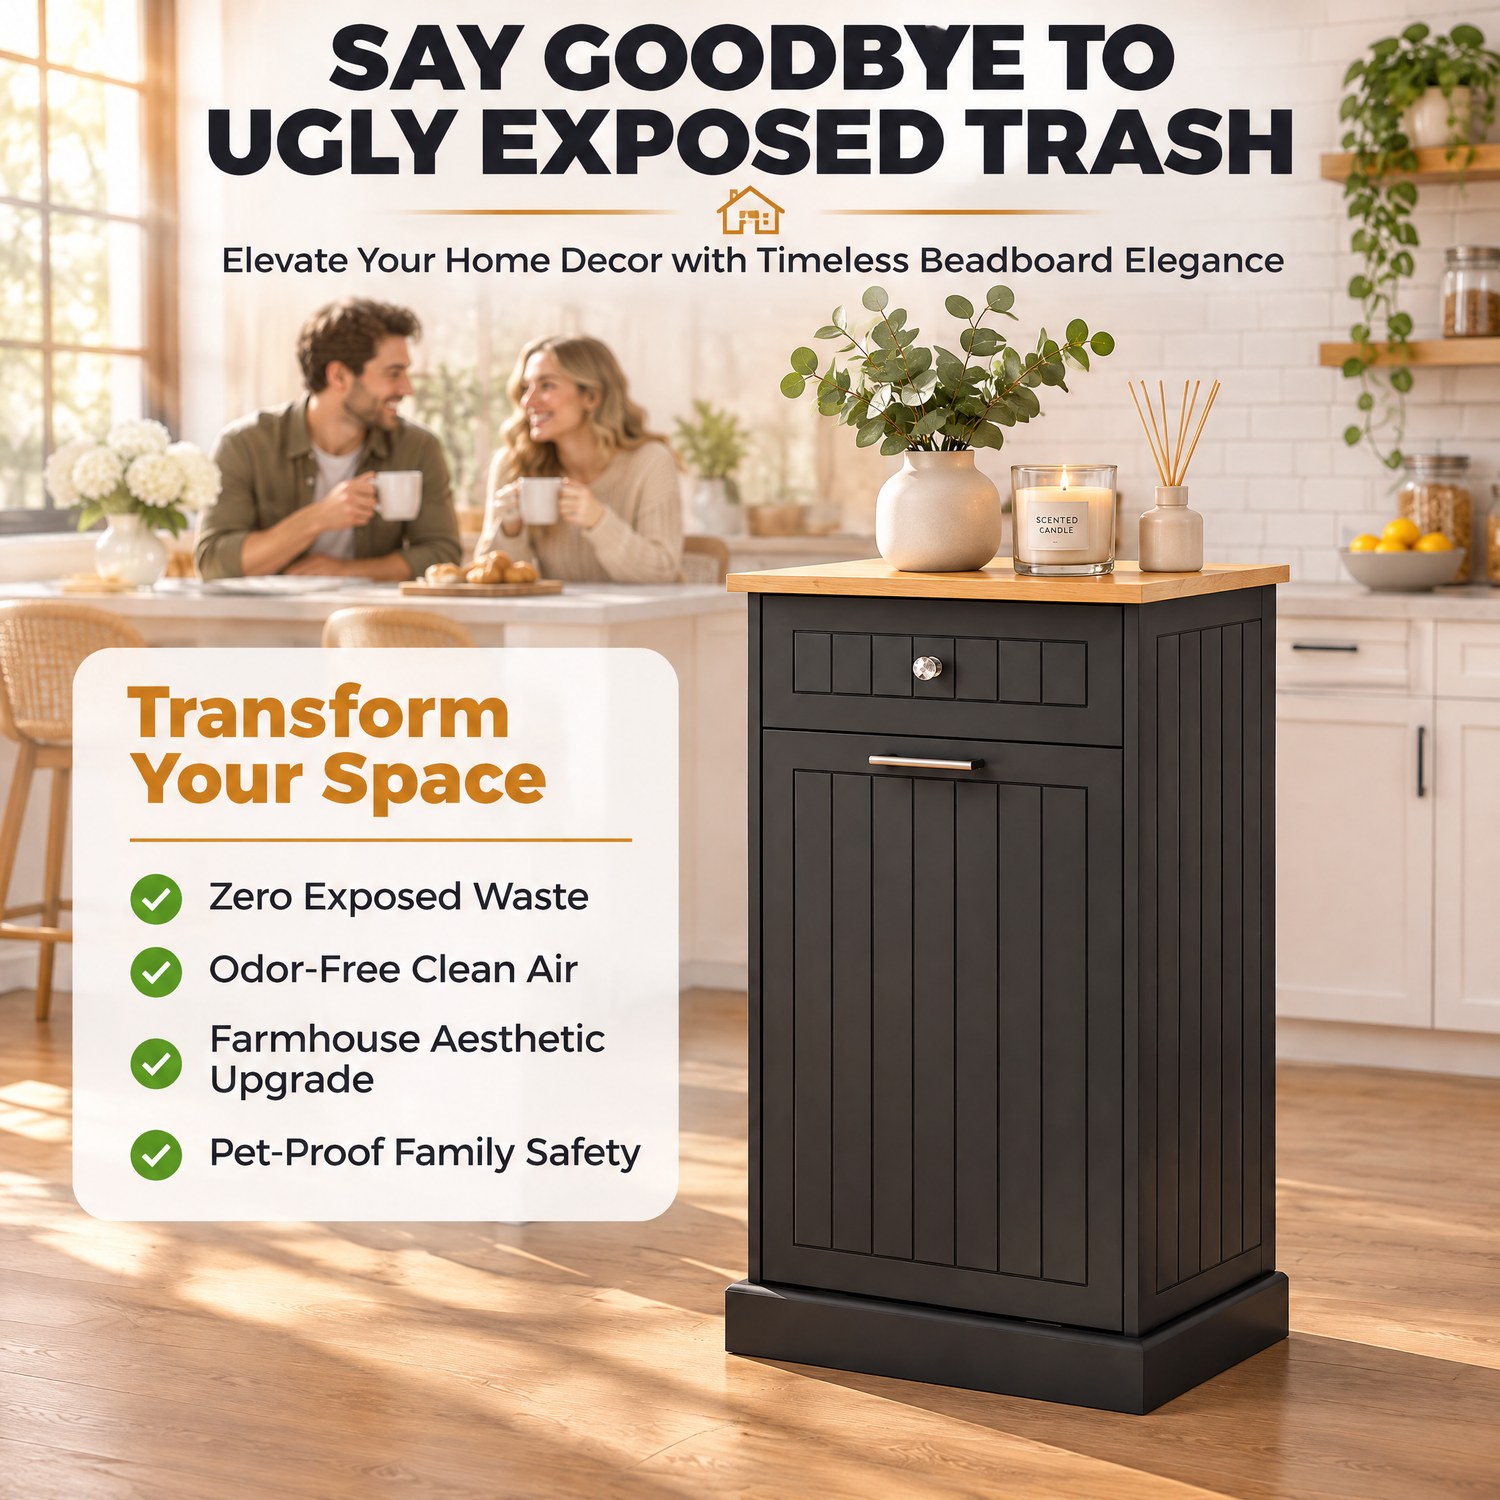 SAY GOODBYE TO
UGLY EXPOSED TRASH
Elevate Your Home Decor with Timeless Beadboard Elegance
SCENTED
CANDLE
Transform
Your Space
Zero Exposed Waste
Odor-Free Clean Air
Farmhouse Aesthetic
Upgrade
Pet-Proof Family Safety